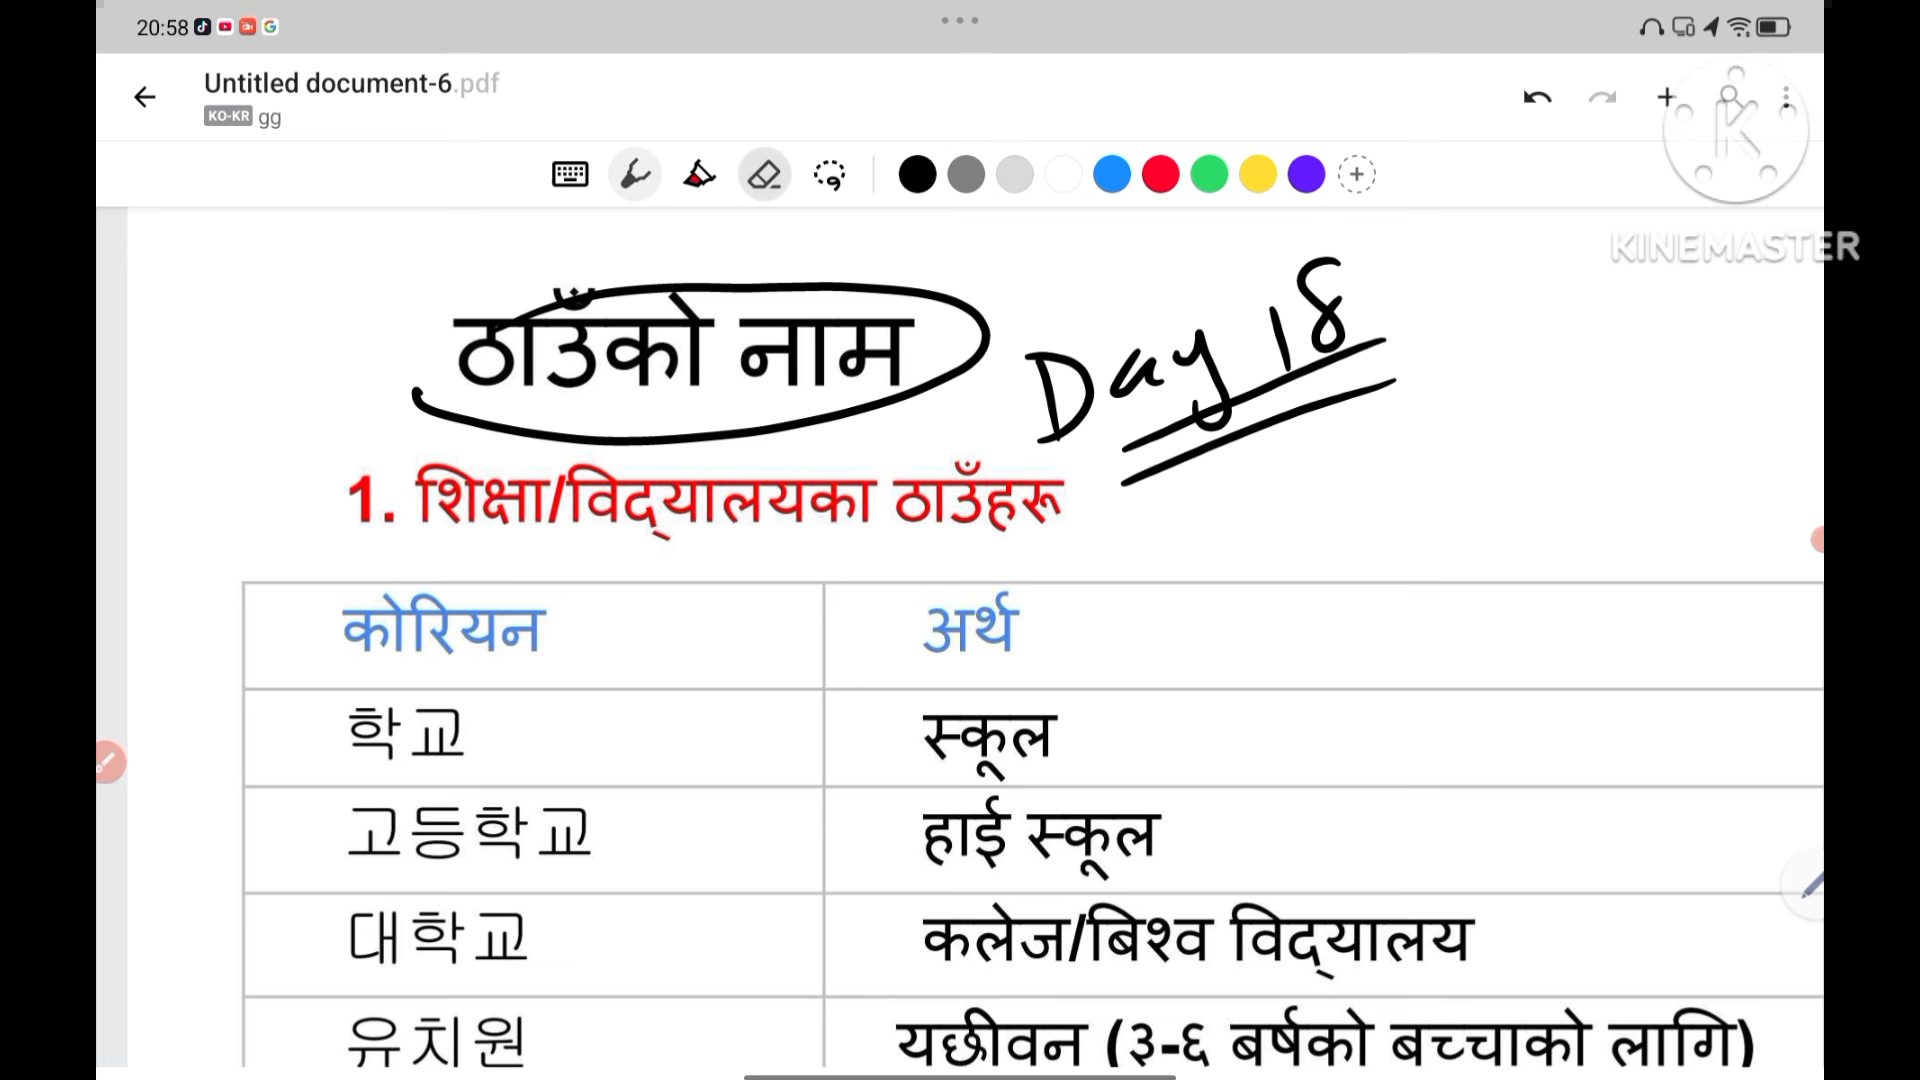 20:58
Untitled document-6.pdf
KO-KR gg
KINEMASTER
ठाउँको नाम
Day 18
1. शिक्षा/विद्‌यालयका ठाउँहरू
कोरियन अर्थ
학교 स्कूल
고등학교 हाई स्कूल
대학교 कलेज/बिश्व विद्‌यालय
유치원 यछीवन (३-६ बर्षको बच्चाको लागि)